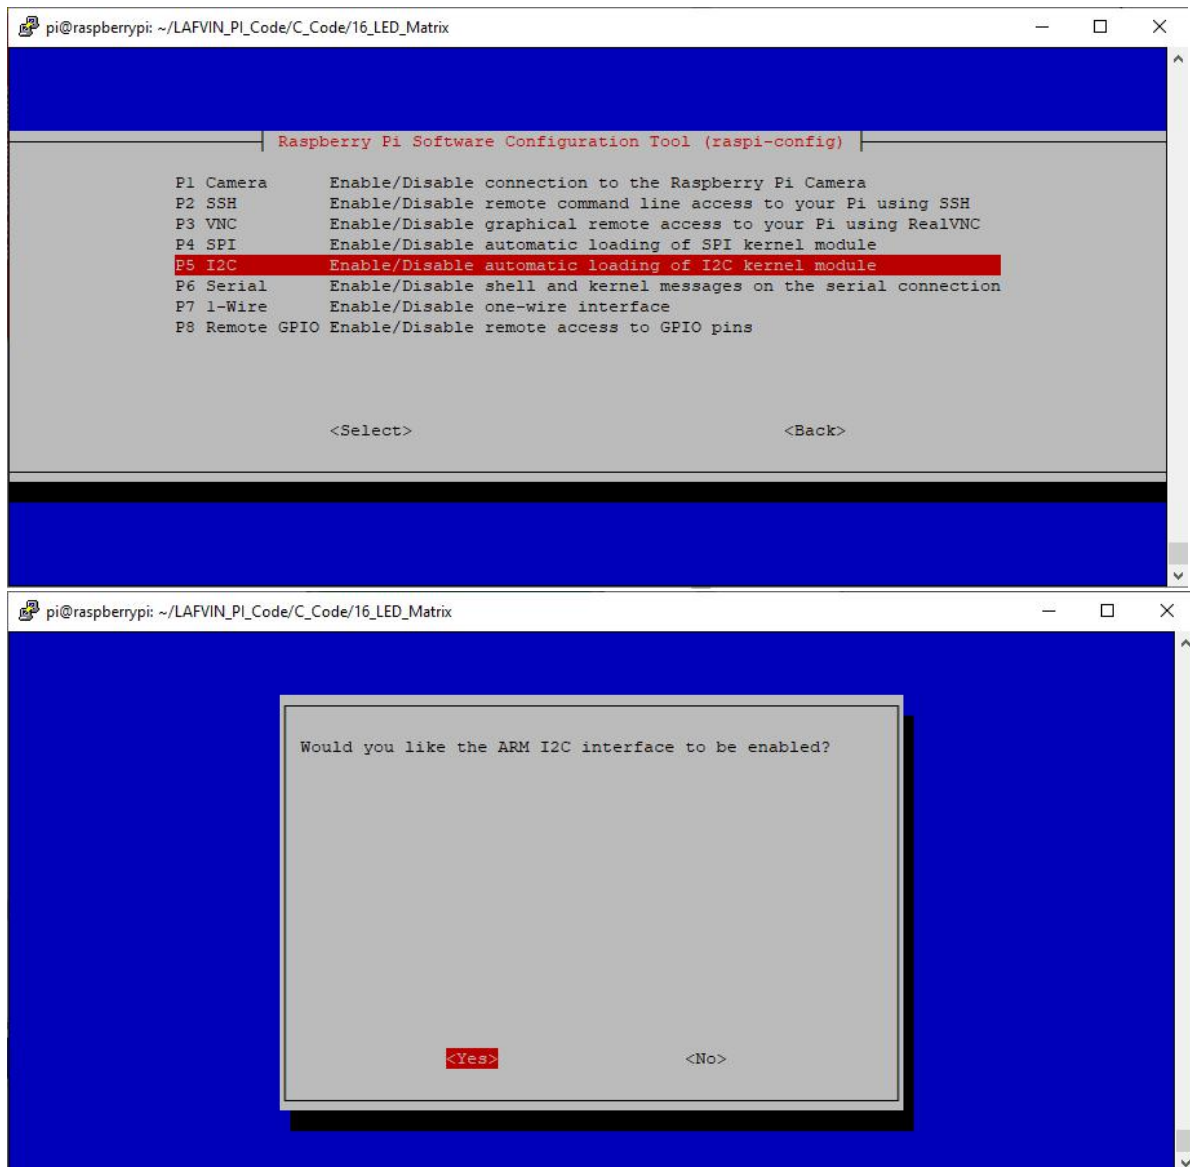 pi@raspberrypi: ~/LAFVIN_PI_Code/C_Code/16_LED_Matrix
Raspberry Pi Software Configuration Tool (raspi-config)
P1 Camera Enable/Disable connection to the Raspberry Pi Camera
P2 SSH Enable/Disable remote command line access to your Pi using SSH
P3 VNC Enable/Disable graphical remote access to your Pi using RealVNC
P4 SPI Enable/Disable automatic loading of SPI kernel module
P5 I2C Enable/Disable automatic loading of I2C kernel module
P6 Serial Enable/Disable shell and kernel messages on the serial connection
P7 1-Wire Enable/Disable one-wire interface
P8 Remote GPIO Enable/Disable remote access to GPIO pins
<Select> <Back>
pi@raspberrypi: ~/LAFVIN_PI_Code/C_Code/16_LED_Matrix
Would you like the ARM I2C interface to be enabled?
<Yes> <No>